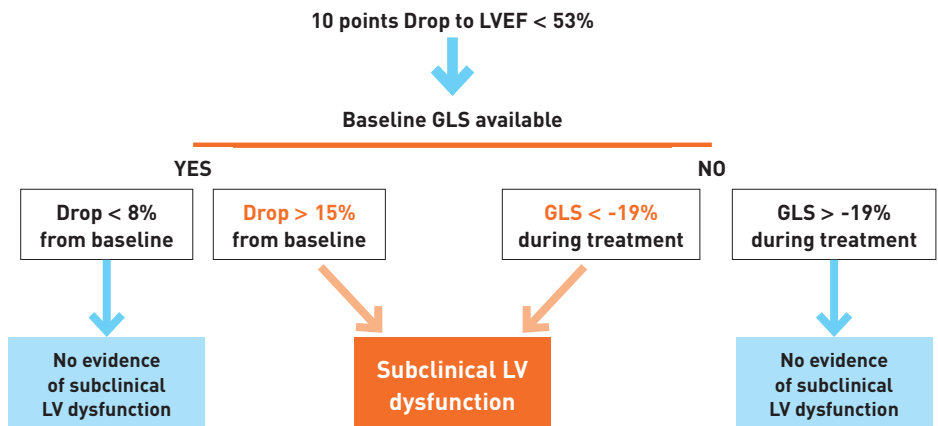 10 points Drop to LVEF < 53%
Baseline GLS available
YES
NO
Drop < 8%
from baseline
Drop > 15%
from baseline
GLS < -19%
during treatment
GLS > -19%
during treatment
No evidence
of subclinical
LV dysfunction
Subclinical LV
dysfunction
No evidence
of subclinical
LV dysfunction